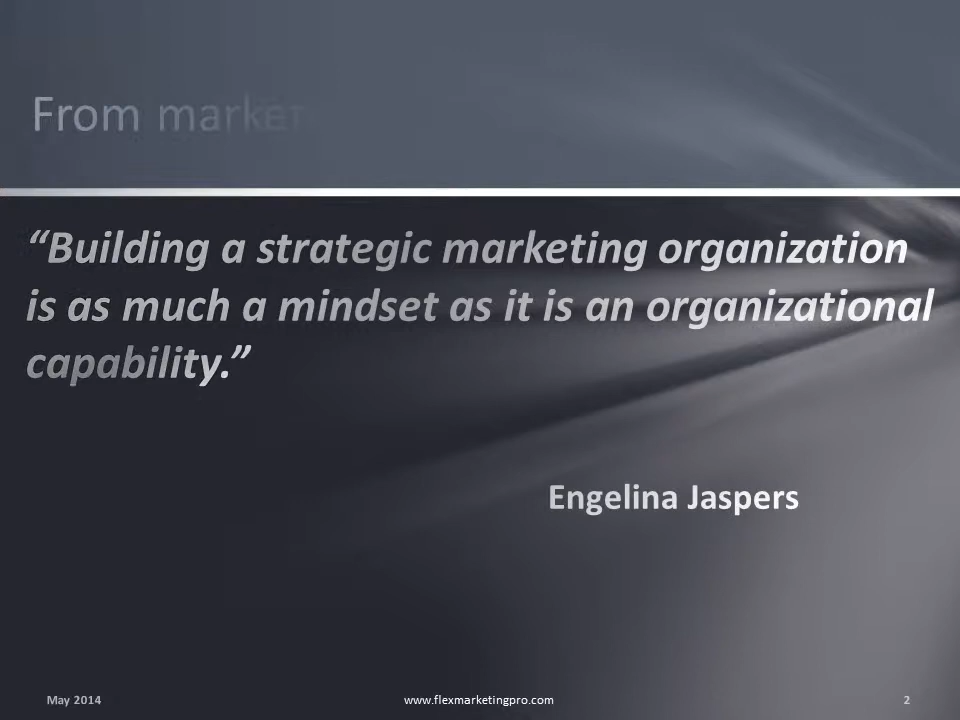 From market
“Building a strategic marketing organization
is as much a mindset as it is an organizational
capability.”
Engelina Jaspers
May 2014
www.flexmarketingpro.com
2